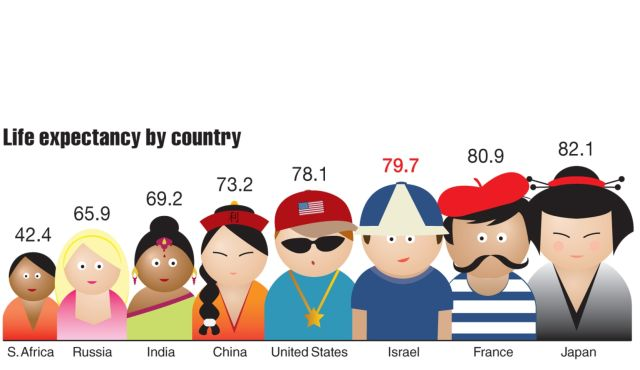 Life expectancy by country
42.4
65.9
69.2
73.2
78.1
79.7
80.9
82.1
利
S. Africa
Russia
India
China
United States
Israel
France
Japan